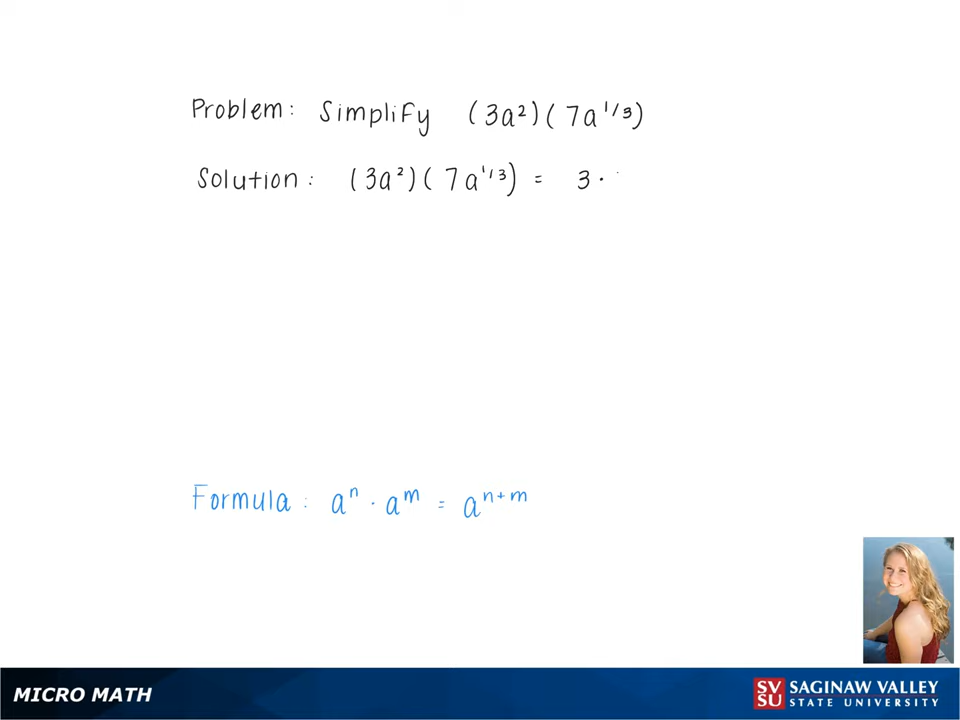 Problem: Simplify (3a²)(7a^1/3)
Solution: (3a²)(7a^1/3) = 3 ·
Formula: aⁿ · aᵐ = aⁿ⁺ᵐ
MICRO MATH
SVSU SAGINAW VALLEY
STATE UNIVERSITY